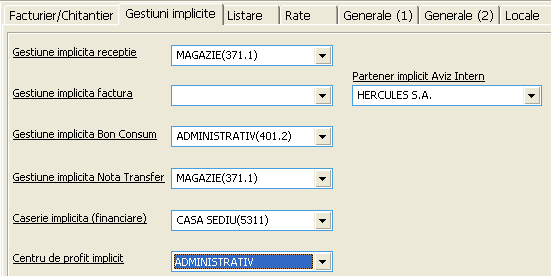 Facturier/Chitantier Gestiuni implicite Listare Rate Generale (1) Generale (2) Locale
Gestiune implicita receptie MAGAZIE(371.1)
Partener implicit Aviz Intern
Gestiune implicita factura HERCULES S.A.
Gestiune implicita Bon Consum ADMINISTRATIV(401.2)
Gestiune implicita Nota Transfer MAGAZIE(371.1)
Caserie implicita (financiare) CASA SEDIU(5311)
Centru de profit implicit ADMINISTRATIV